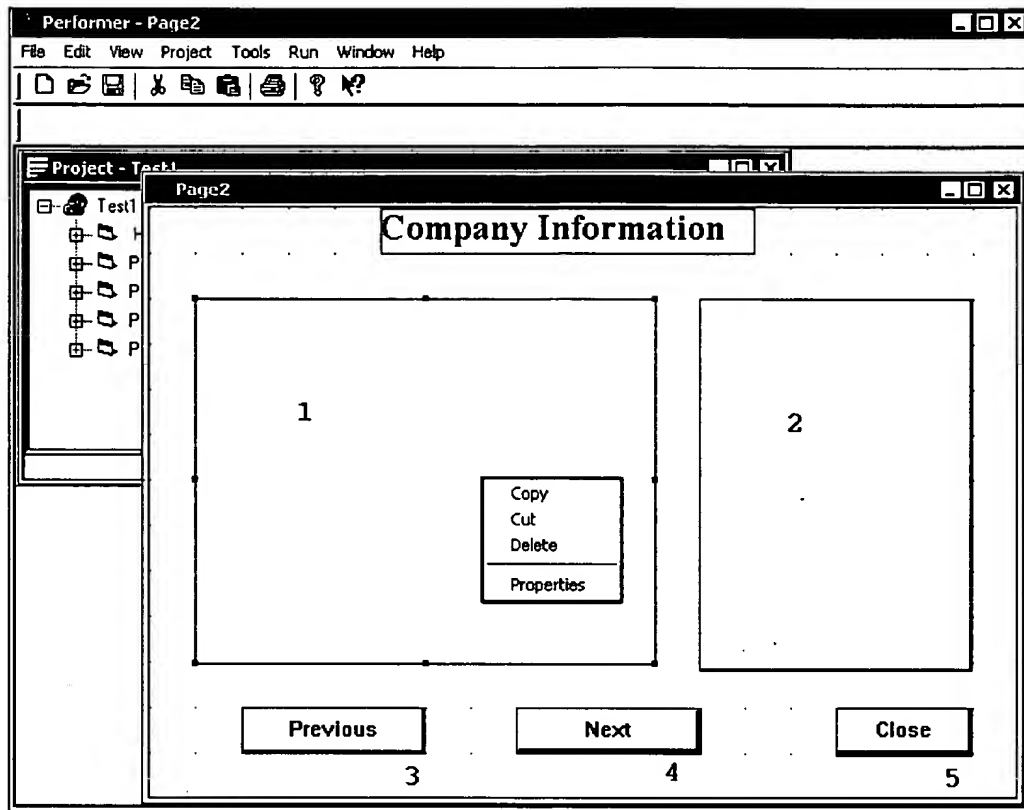 Performer - Page2
File Edit View Project Tools Run Window Help
Project - Test1
Page2
Test1
H
P
P
P
P
Company Information
1
2
Copy
Cut
Delete
Properties
Previous
Next
Close
3
4
5